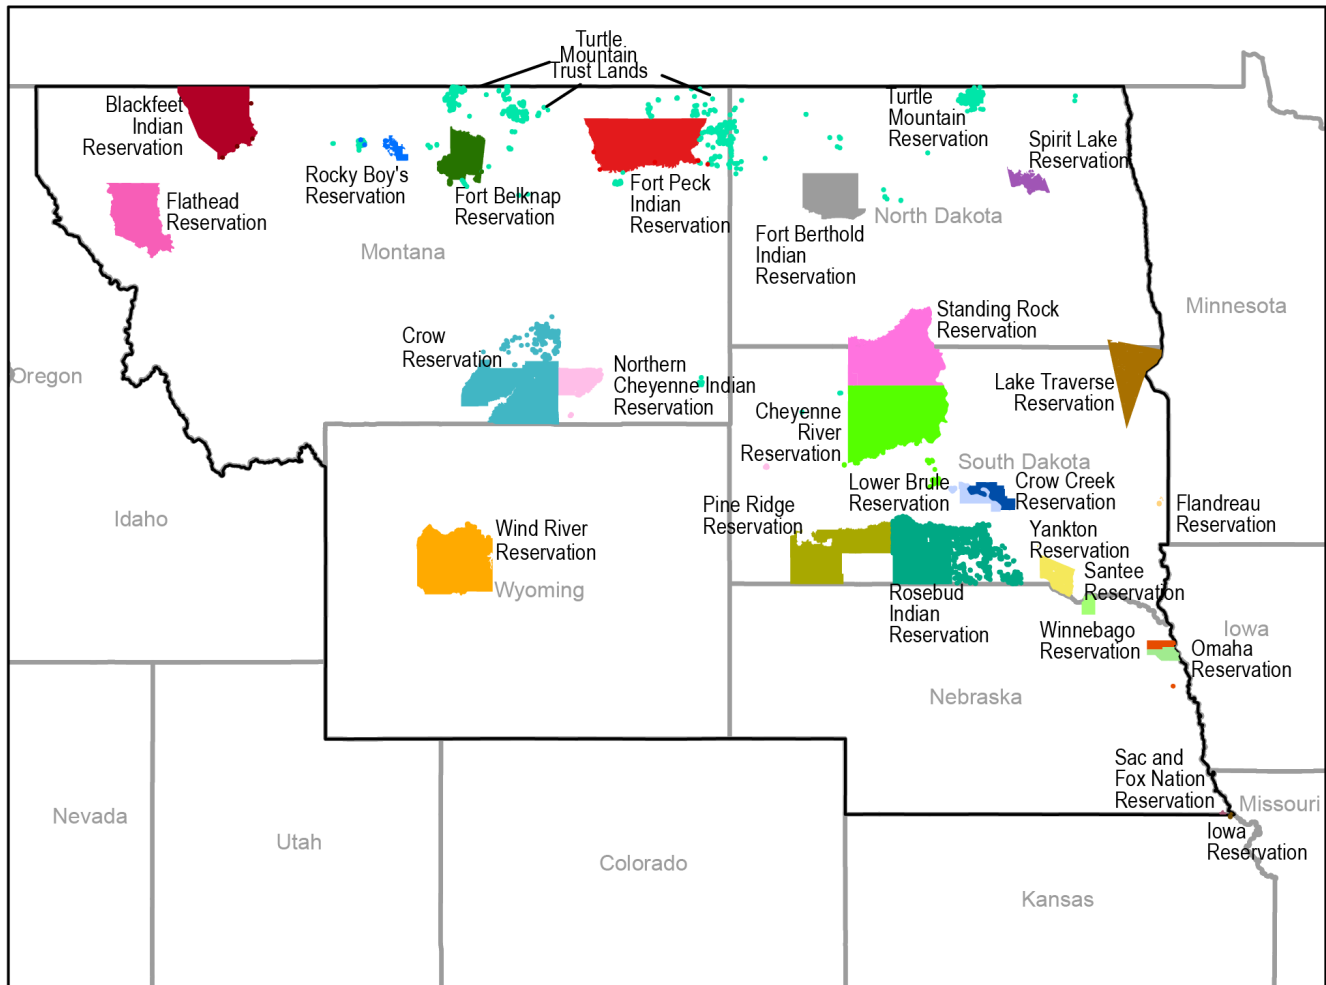 Turtle
Mountain
Trust Lands
Blackfeet
Indian
Reservation
Turtle
Mountain
Reservation
Spirit Lake
Reservation
Rocky Boy's
Reservation
Flathead
Reservation
Fort Belknap
Reservation
Fort Peck
Indian
Reservation
North Dakota
Fort Berthold
Indian
Reservation
Montana
Minnesota
Standing Rock
Reservation
Crow
Reservation
Northern
Cheyenne Indian
Reservation
Oregon
Lake Traverse
Reservation
Cheyenne
River
Reservation
South Dakota
Lower Brule
Reservation
Crow Creek
Reservation
Pine Ridge
Reservation
Flandreau
Reservation
Idaho
Wind River
Reservation
Wyoming
Yankton
Reservation
Santee
Reservation
Rosebud
Indian
Reservation
Winnebago
Reservation
Iowa
Omaha
Reservation
Nebraska
Sac and
Fox Nation
Reservation
Missouri
Nevada
Iowa
Reservation
Utah
Colorado
Kansas